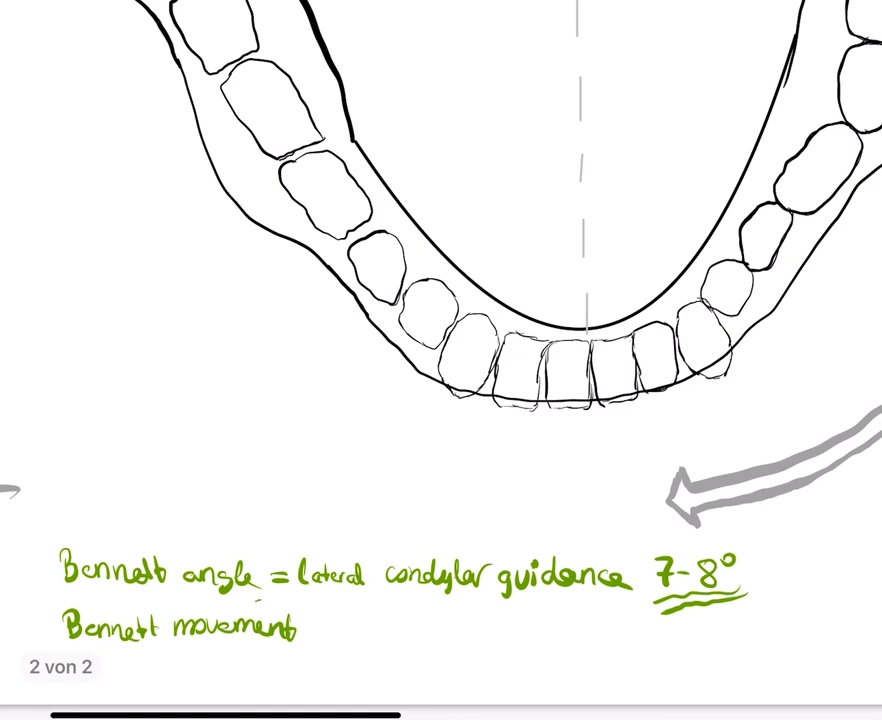 Bennett angle = lateral condylar guidance 7-8°
Bennett movement
2 von 2